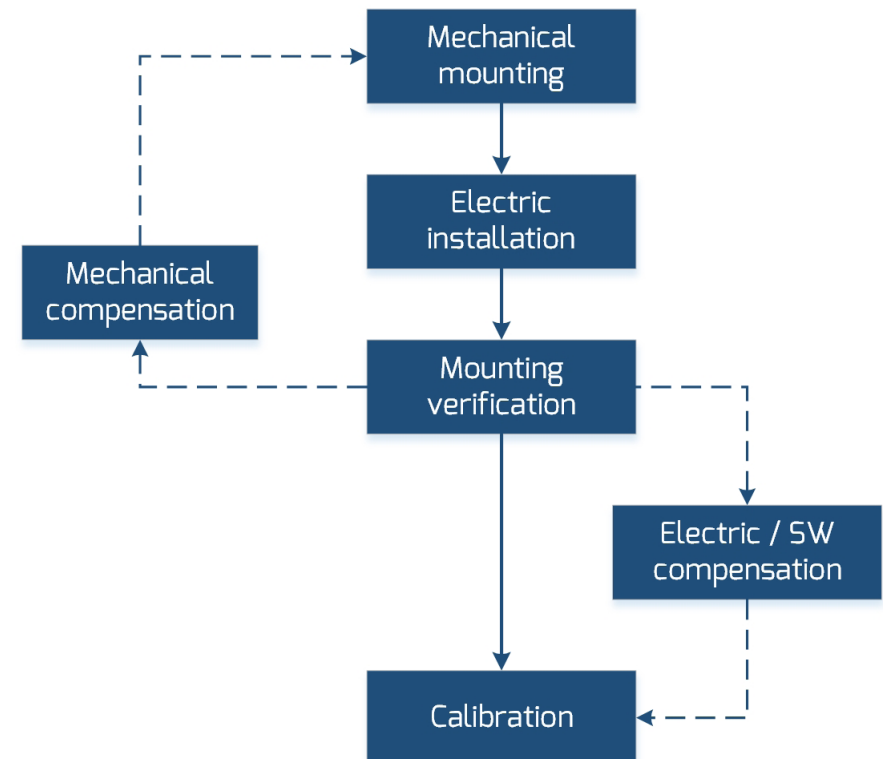 Mechanical
mounting
Electric
installation
Mechanical
compensation
Mounting
verification
Electric / SW
compensation
Calibration